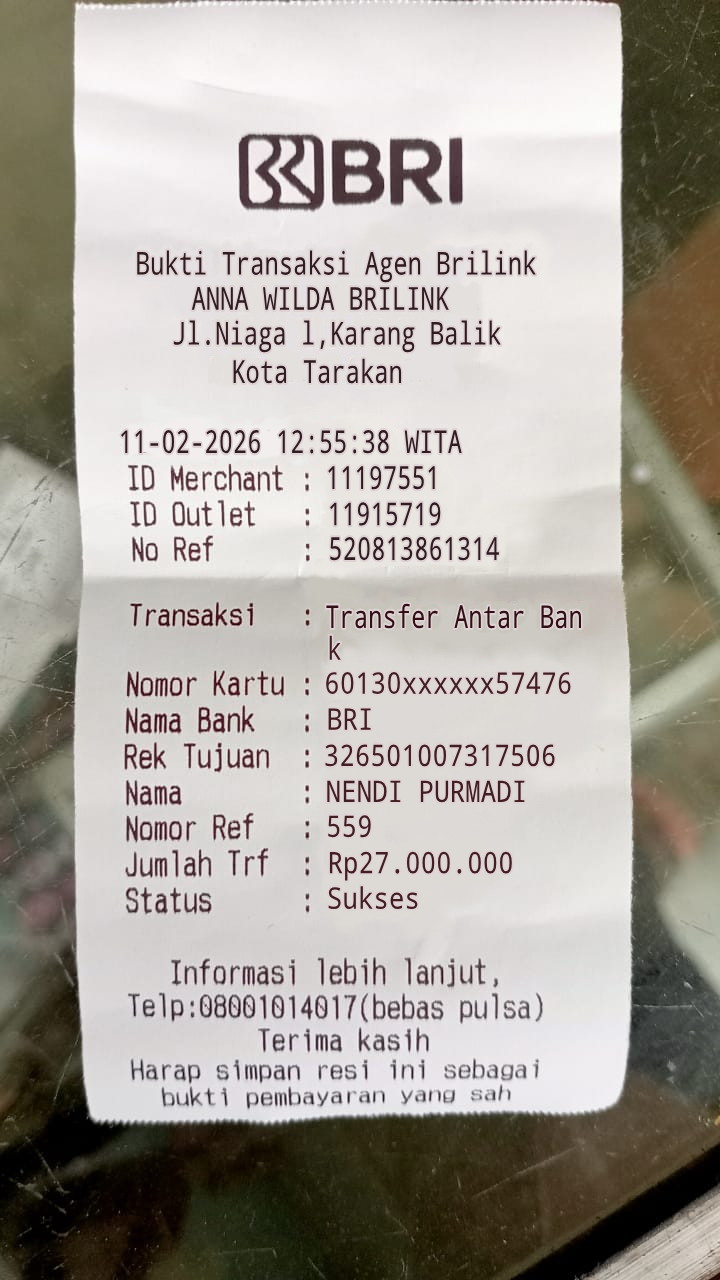 BRI
Bukti Transaksi Agen Brilink
ANNA WILDA BRILINK
Jl.Niaga l,Karang Balik
Kota Tarakan
11-02-2026 12:55:38 WITA
ID Merchant : 11197551
ID Outlet : 11915719
No Ref : 520813861314
Transaksi : Transfer Antar Ban
k
Nomor Kartu : 60130xxxxxx57476
Nama Bank : BRI
Rek Tujuan : 326501007317506
Nama : NENDI PURMADI
Nomor Ref : 559
Jumlah Trf : Rp27.000.000
Status : Sukses
Informasi lebih lanjut,
Telp:08001014017(bebas pulsa)
Terima kasih
Harap simpan resi ini sebagai
bukti pembayaran yang sah